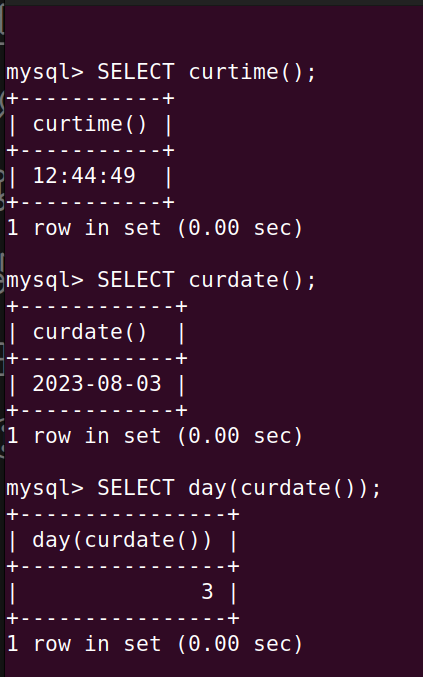 mysql> SELECT curtime();
+-----------+
| curtime() |
+-----------+
| 12:44:49  |
+-----------+
1 row in set (0.00 sec)

mysql> SELECT curdate();
+------------+
| curdate()  |
+------------+
| 2023-08-03 |
+------------+
1 row in set (0.00 sec)

mysql> SELECT day(curdate());
+----------------+
| day(curdate()) |
+----------------+
|              3 |
+----------------+
1 row in set (0.00 sec)